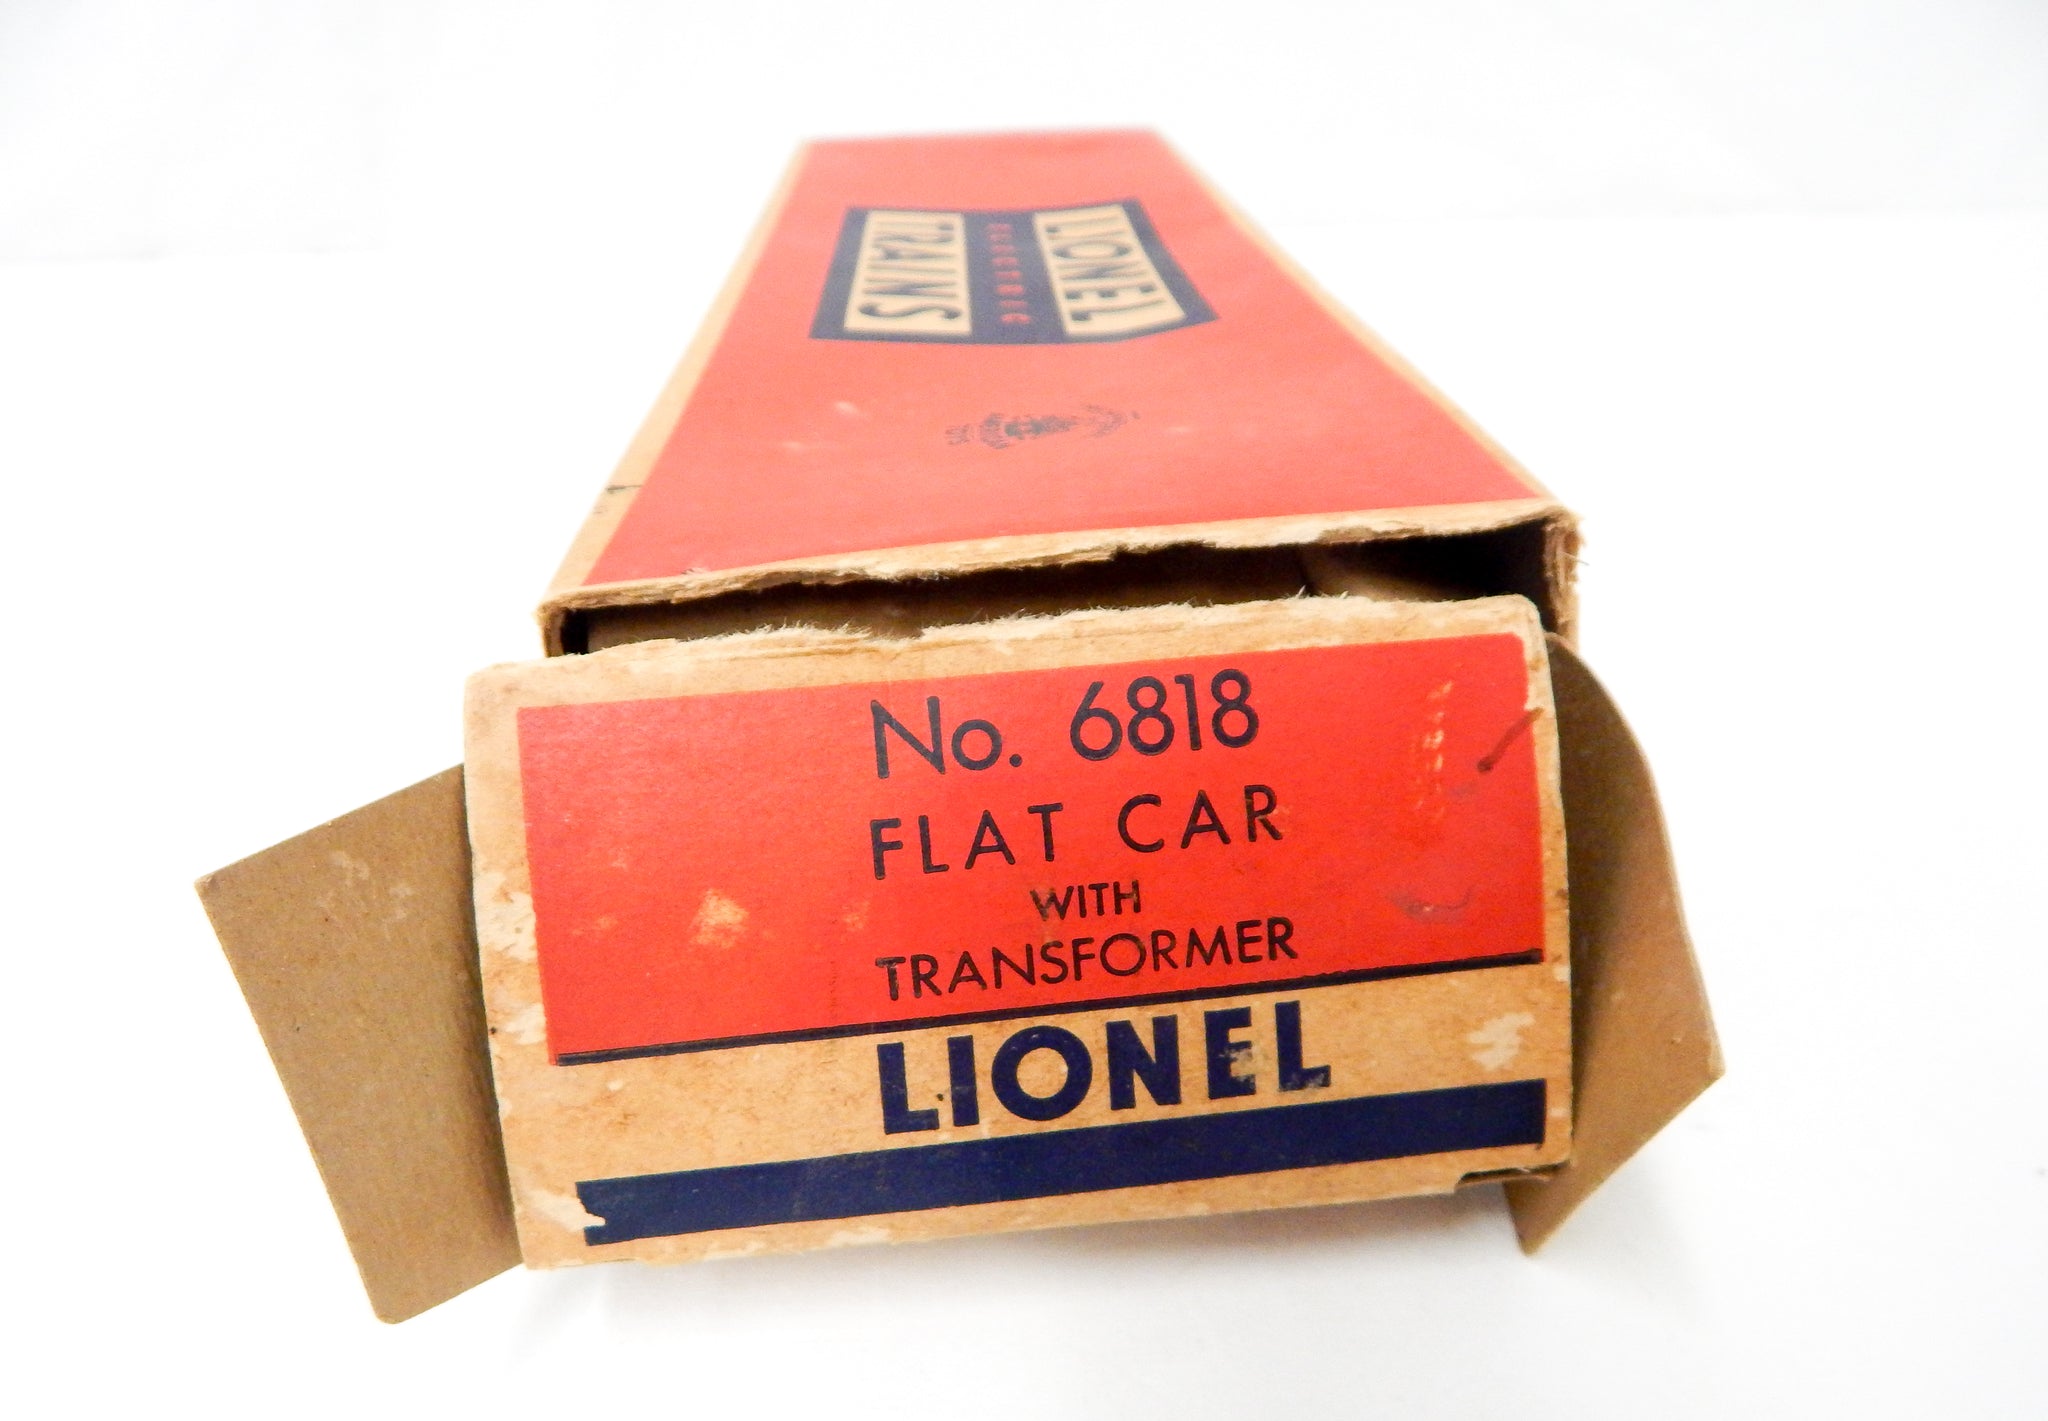 LIONEL
ELECTRIC
TRAINS
No. 6818
FLAT CAR
WITH
TRANSFORMER
LIONEL